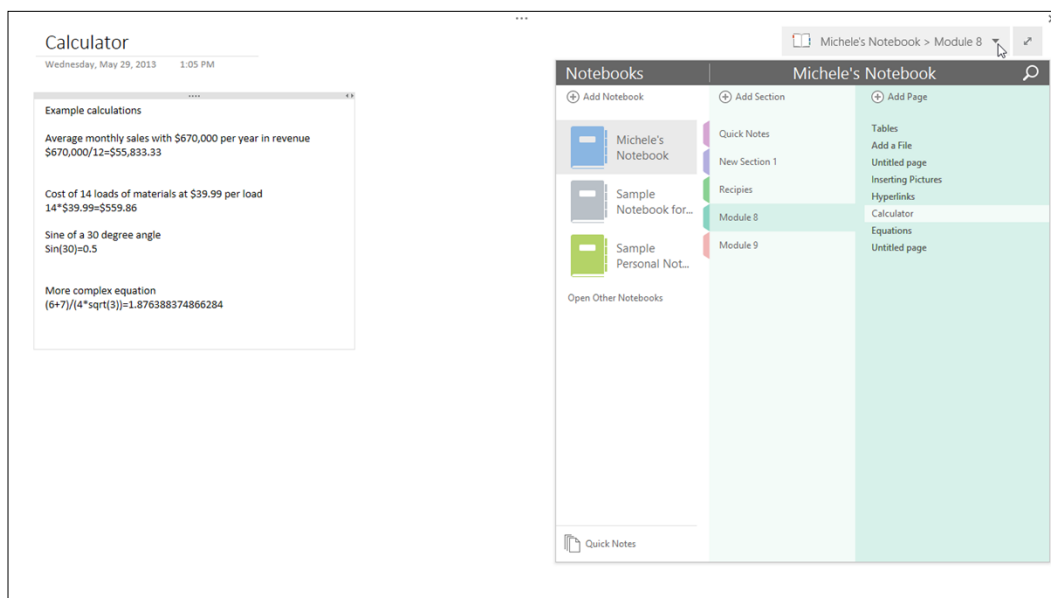 Calculator
Wednesday, May 29, 2013 1:05 PM
Example calculations
Average monthly sales with $670,000 per year in revenue
$670,000/12=$55,833.33
Cost of 14 loads of materials at $39.99 per load
14*$39.99=$559.86
Sine of a 30 degree angle
Sin(30)=0.5
More complex equation
(6+7)/(4*sqrt(3))=1.876388374866284
Michele's Notebook > Module 8
Notebooks
Michele's Notebook
Add Notebook
Michele's
Notebook
Sample
Notebook for...
Sample
Personal Not...
Open Other Notebooks
Quick Notes
Add Section
Quick Notes
New Section 1
Recipies
Module 8
Module 9
Add Page
Tables
Add a File
Untitled page
Inserting Pictures
Hyperlinks
Calculator
Equations
Untitled page